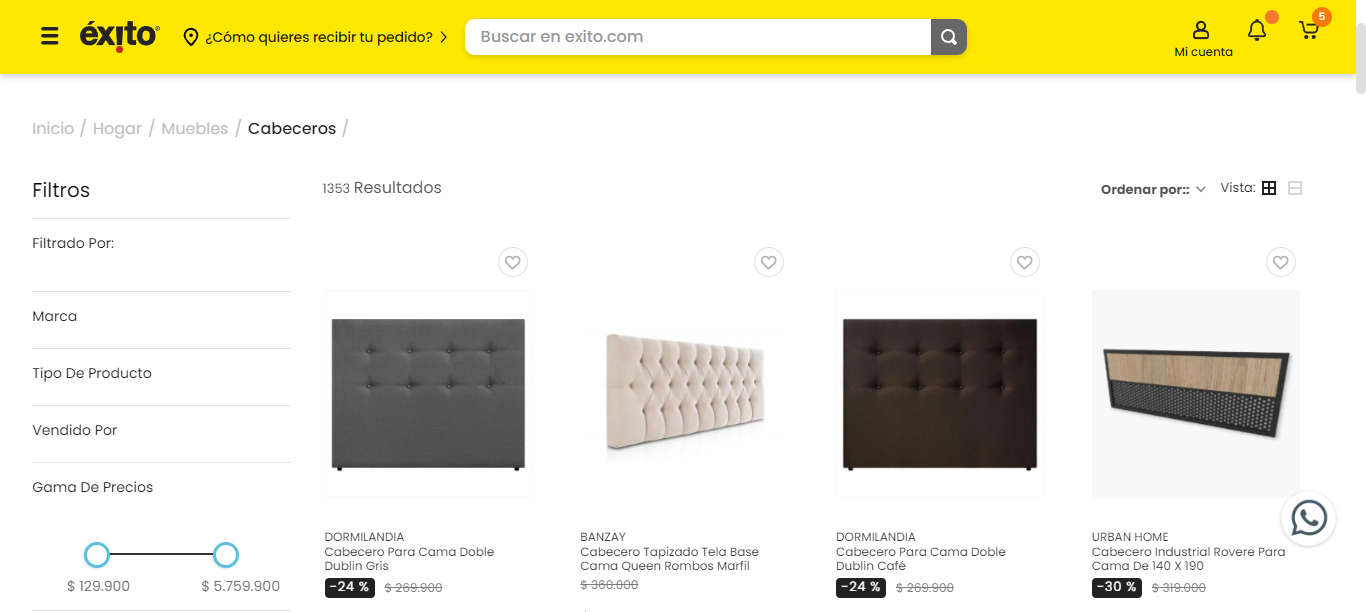 éxito
¿Cómo quieres recibir tu pedido?
Buscar en exito.com
Mi cuenta
5
Inicio / Hogar / Muebles / Cabeceros /
Filtros
1353 Resultados
Ordenar por::
Vista:
Filtrado Por:
Marca
Tipo De Producto
Vendido Por
Gama De Precios
$ 129.900
$ 5.759.900
DORMILANDIA
Cabecero Para Cama Doble
Dublin Gris
-24 % $ 269.900
BANZAY
Cabecero Tapizado Tela Base
Cama Queen Rombos Marfil
$ 360.000
DORMILANDIA
Cabecero Para Cama Doble
Dublin Café
-24 % $ 269.900
URBAN HOME
Cabecero Industrial Rovere Para
Cama De 140 X 190
-30 % $ 319.000